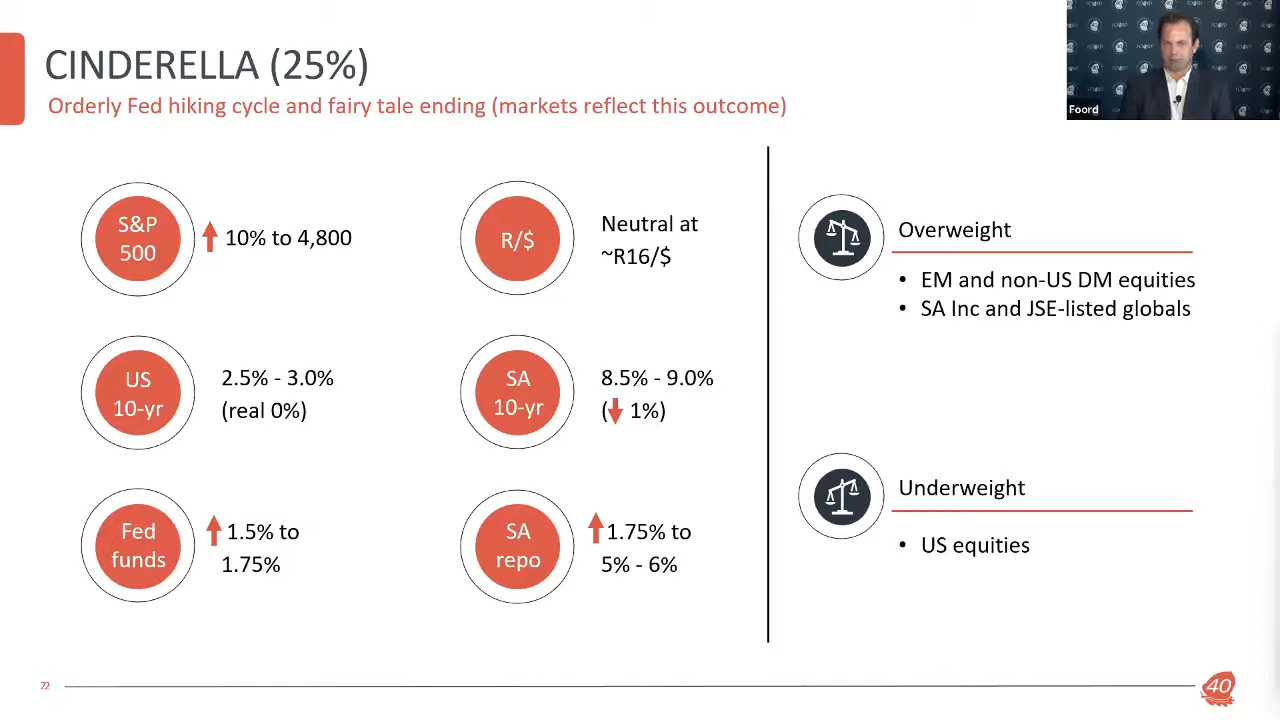 CINDERELLA (25%)
Orderly Fed hiking cycle and fairy tale ending (markets reflect this outcome)
Foord
S&P
500
10% to 4,800
R/$
Neutral at
~R16/$
US
10-yr
2.5% - 3.0%
(real 0%)
SA
10-yr
8.5% - 9.0%
( 1%)
Fed
funds
1.5% to
1.75%
SA
repo
1.75% to
5% - 6%
Overweight
• EM and non-US DM equities
• SA Inc and JSE-listed globals
Underweight
• US equities
22
40